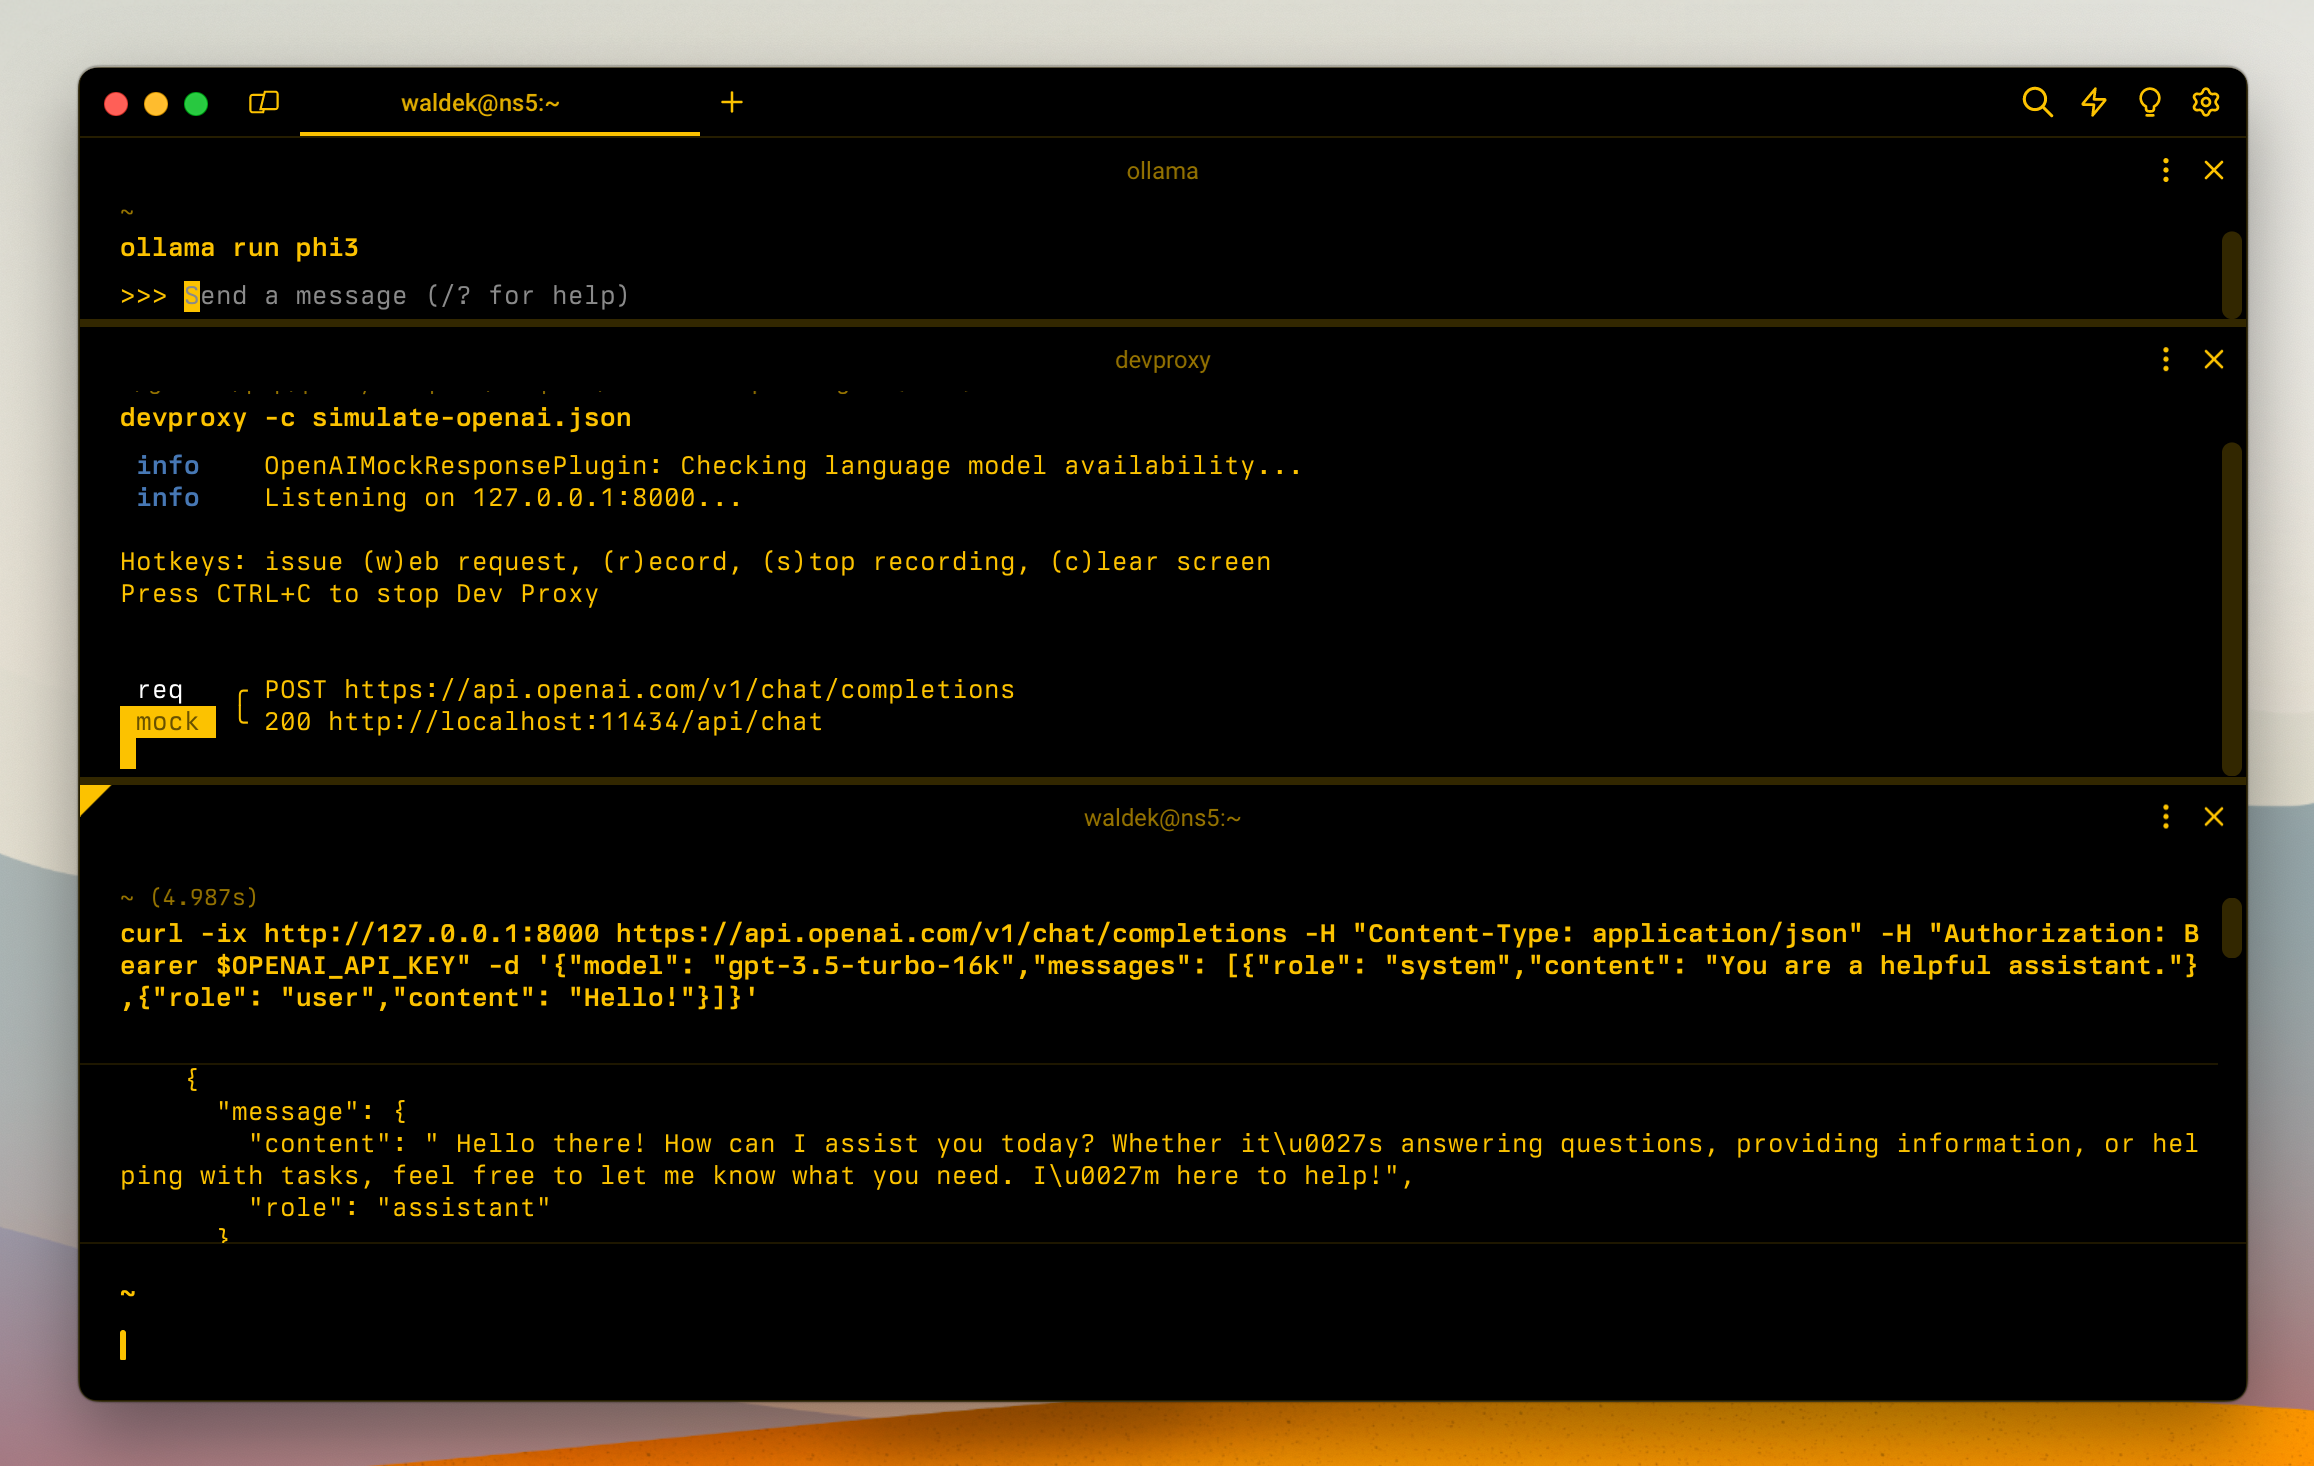 waldek@ns5:~
ollama
~
ollama run phi3
>>> Send a message (/? for help)
devproxy
devproxy -c simulate-openai.json
info    OpenAIMockResponsePlugin: Checking language model availability...
info    Listening on 127.0.0.1:8000...
Hotkeys: issue (w)eb request, (r)ecord, (s)top recording, (c)lear screen
Press CTRL+C to stop Dev Proxy
req    ╭ POST https://api.openai.com/v1/chat/completions
mock   ╰ 200 http://localhost:11434/api/chat
waldek@ns5:~
~ (4.987s)
curl -ix http://127.0.0.1:8000 https://api.openai.com/v1/chat/completions -H "Content-Type: application/json" -H "Authorization: B
earer $OPENAI_API_KEY" -d '{"model": "gpt-3.5-turbo-16k","messages": [{"role": "system","content": "You are a helpful assistant."}
,{"role": "user","content": "Hello!"}]}'
{
"message": {
"content": " Hello there! How can I assist you today? Whether it\u0027s answering questions, providing information, or hel
ping with tasks, feel free to let me know what you need. I\u0027m here to help!",
"role": "assistant"
}
~